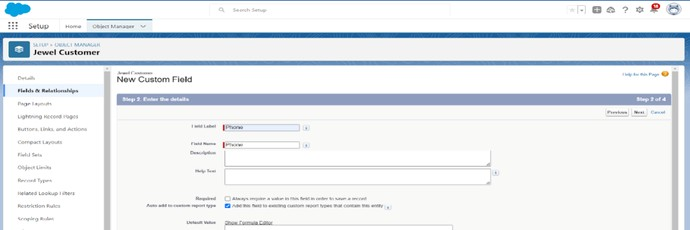 Search Setup
Setup
Home
Object Manager
SETUP > OBJECT MANAGER
Jewel Customer
Details
Fields & Relationships
Page Layouts
Lightning Record Pages
Buttons, Links, and Actions
Compact Layouts
Field Sets
Object Limits
Record Types
Related Lookup Filters
Restriction Rules
Scoping Rules
Jewel Customer
New Custom Field
Help for this Page
Step 2. Enter the details
Step 2 of 4
Previous
Next
Cancel
Field Label
Phone
Field Name
Phone
Description
Help Text
Required
Always require a value in this field in order to save a record
Auto add to custom report type
Add this field to existing custom report types that contain this entity
Default Value
Show Formula Editor